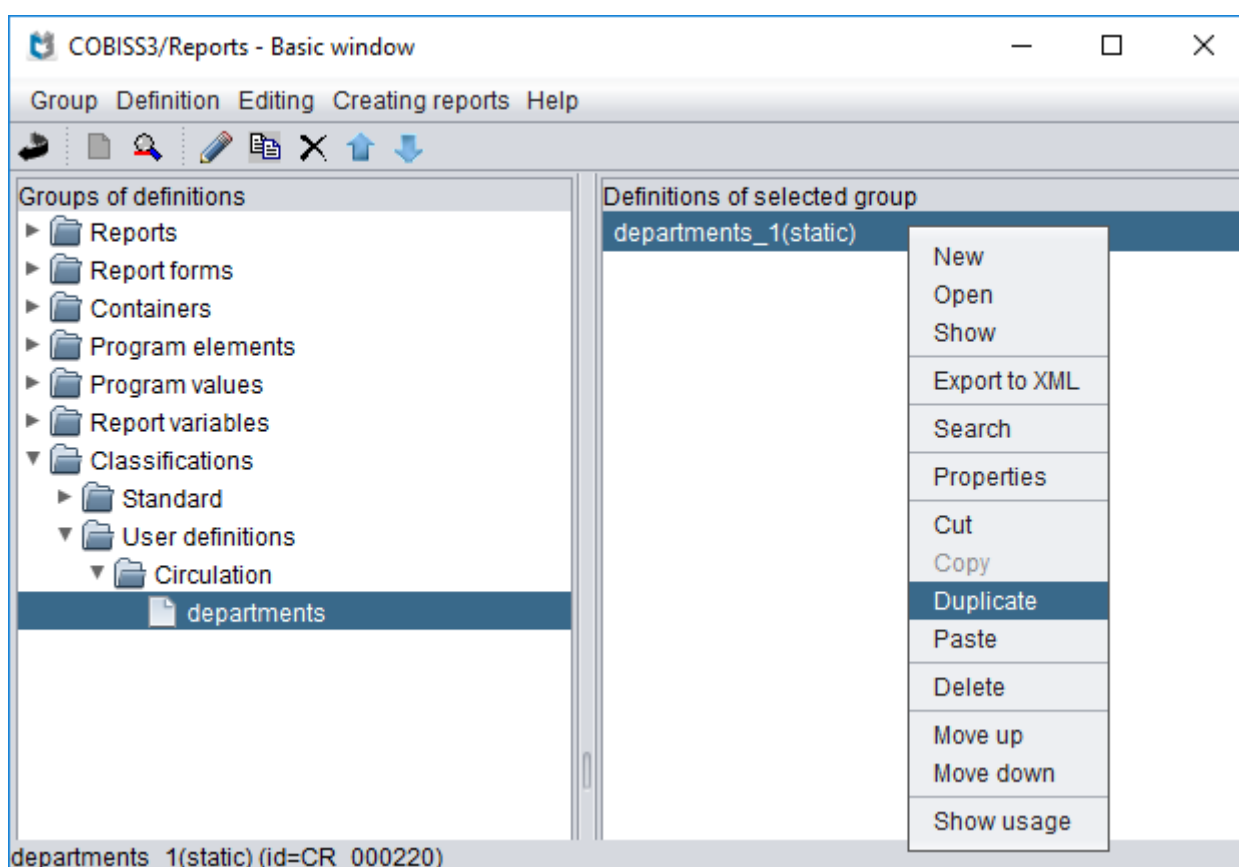 COBISS3/Reports - Basic window
Group Definition Editing Creating reports Help
Groups of definitions
Reports
Report forms
Containers
Program elements
Program values
Report variables
Classifications
Standard
User definitions
Circulation
departments
Definitions of selected group
departments_1(static)
New
Open
Show
Export to XML
Search
Properties
Cut
Copy
Duplicate
Paste
Delete
Move up
Move down
Show usage
departments_1(static) (id=CR_000220)